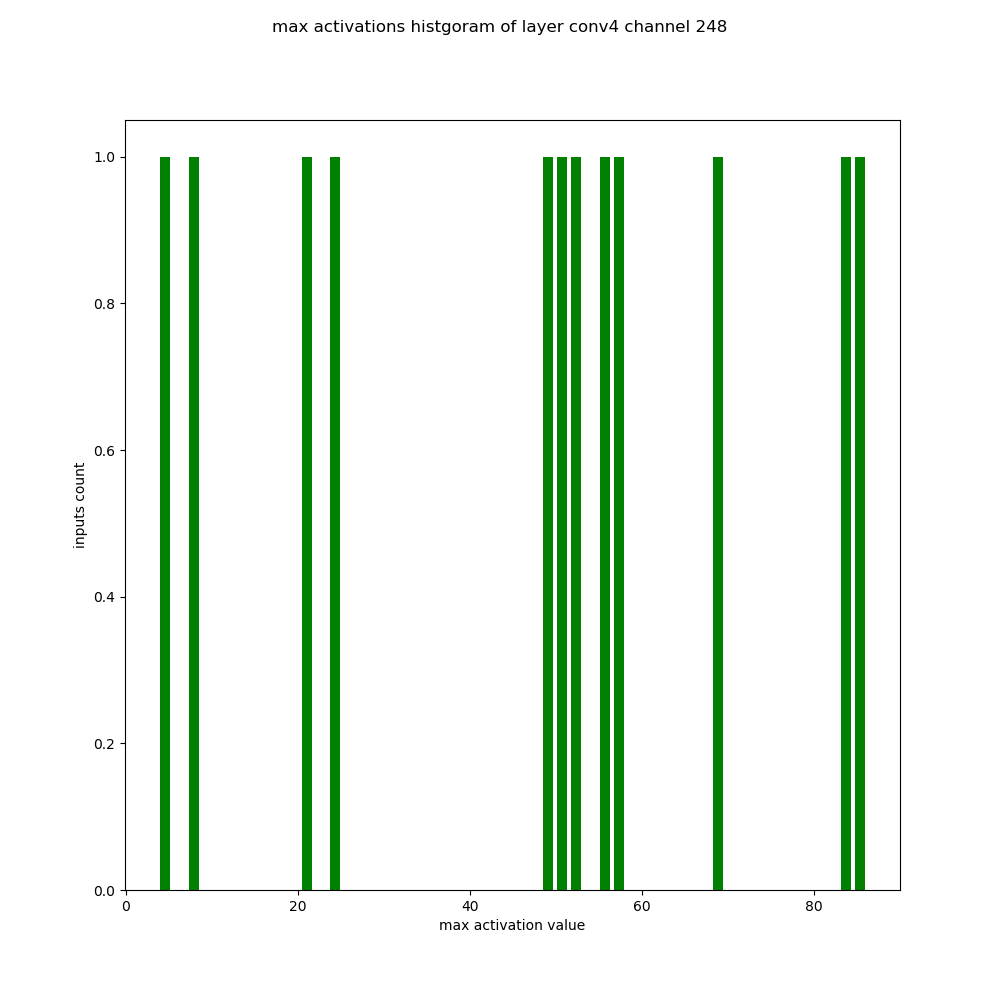 max activations histgoram of layer conv4 channel 248
1.0
0.8
0.6
0.4
0.2
0.0
inputs count
0 20 40 60 80
max activation value